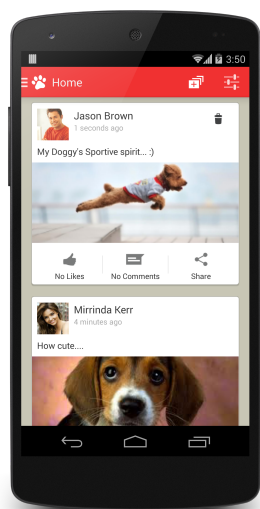 3:50
Home
Jason Brown
1 seconds ago
My Doggy's Sportive spirit... :)
No Likes
No Comments
Share
Mirrinda Kerr
4 minutes ago
How cute....